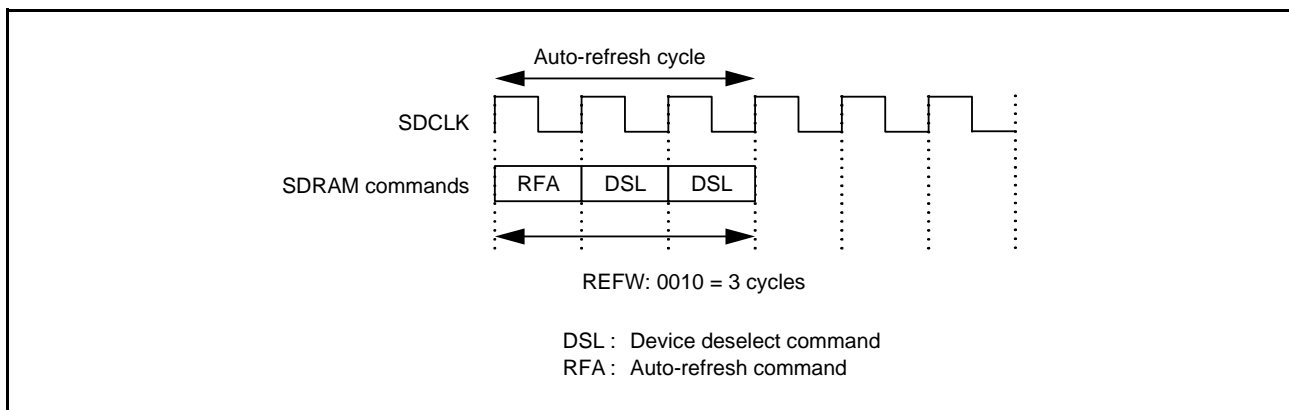 Auto-refresh cycle
SDCLK
SDRAM commands RFA DSL DSL
REFW: 0010 = 3 cycles
DSL : Device deselect command
RFA : Auto-refresh command